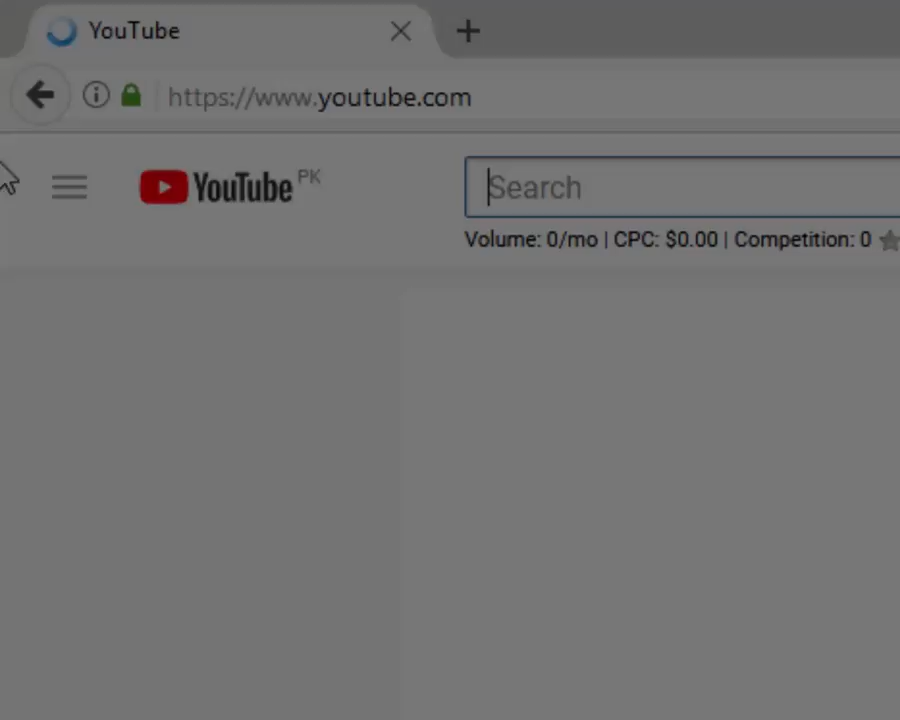 YouTube
https://www.youtube.com
YouTube PK
Search
Volume: 0/mo | CPC: $0.00 | Competition: 0